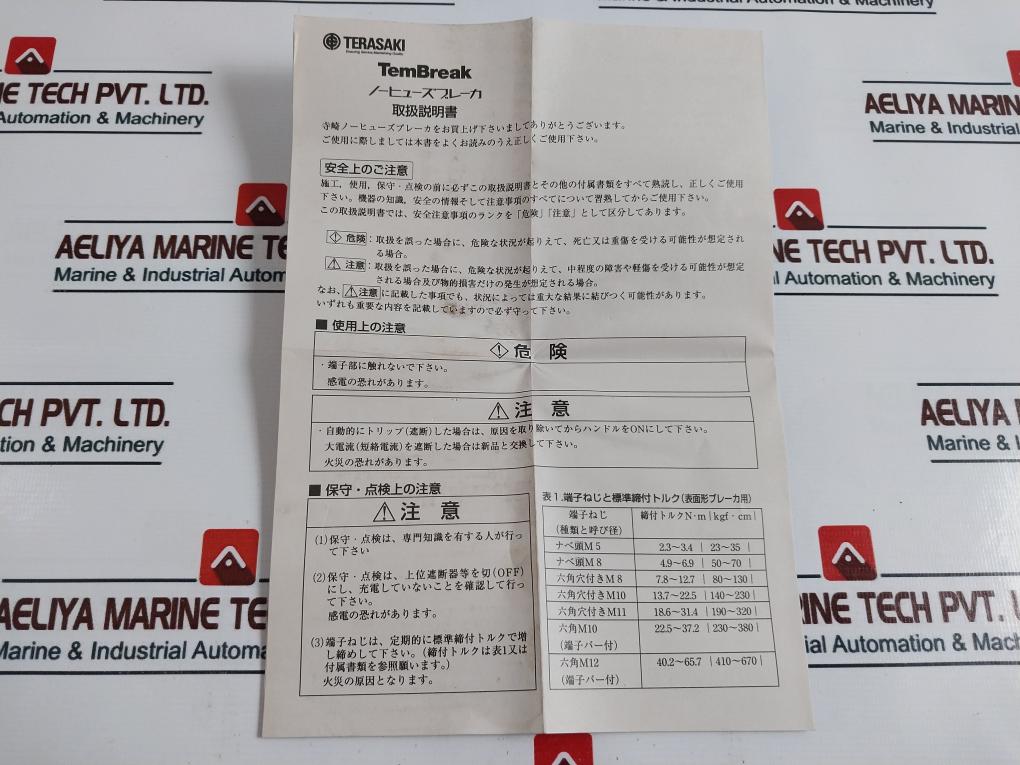 TERASAKI
TemBreak
ノーヒューズブレーカ
取扱説明書
寺崎ノーヒューズブレーカをお買上げ下さいましてありがとうございます。
ご使用に際しましては本書をよくお読みのうえ正しくご使用下さい。
安全上のご注意
施工, 使用, 保守・点検の前に必ずこの取扱説明書とその他の付属書類をすべて熟読し、正しくご使用
下さい。機器の知識, 安全の情報そして注意事項のすべてについて習熟してからご使用下さい。
この取扱説明書では、安全注意事項のランクを「危険」「注意」として区分してあります。
危険：取扱を誤った場合に、危険な状況が起りえて、死亡又は重傷を受ける可能性が想定され
る場合。
注意：取扱を誤った場合に、危険な状況が起りえて、中程度の障害や軽傷を受ける可能性が想定
される場合及び物的損害だけの発生が想定される場合。
なお、注意に記載した事項でも、状況によっては重大な結果に結びつく可能性があります。
いずれも重要な内容を記載していますので必ず守って下さい。
■ 使用上の注意
危 険
・端子部に触れないで下さい。
感電の恐れがあります。
注 意
・自動的にトリップ(遮断)した場合は、原因を取り除いてからハンドルをONにして下さい。
大電流(短絡電流)を遮断した場合は新品と交換して下さい。
火災の恐れがあります。
■ 保守・点検上の注意
注 意
(1)保守・点検は、専門知識を有する人が行っ
て下さい
(2)保守・点検は、上位遮断器等を切(OFF)
にし、充電していないことを確認して行っ
て下さい。
感電の恐れがあります。
(3)端子ねじは、定期的に標準締付トルクで増
し締めして下さい。(締付トルクは表1又は
付属書類を参照願います。)
火災の原因となります。
表1.端子ねじと標準締付トルク(表面形ブレーカ用)
端子ねじ 締付トルクN・m |kgf・cm|
(種類と呼び径)
ナベ頭M5 2.3～3.4 | 23～35 |
ナベ頭M8 4.9～6.9 | 50～70 |
六角穴付きM8 7.8～12.7 | 80～130|
六角穴付きM10 13.7～22.5 |140～230|
六角穴付きM11 18.6～31.4 |190～320|
六角M10 22.5～37.2 |230～380|
(端子バー付)
六角M12 40.2～65.7 |410～670|
(端子バー付)
& Industrial Automation & Machinery
NE TECH PVT. LTD.
Automation & Machinery
AELIYA MARINE
Marine & Industrial
AELIYA MARINE TE
Marine & Industrial Autom
TECH PVT. LTD.
Automation & Machinery
TECH PVT. LTD.
tion & Machinery
AELIYA MARIN
Marine & In
AELIYA MARINE TE
Marine & Industrial Automa
INE TECH PVT. L
ustrial Automation & Mach